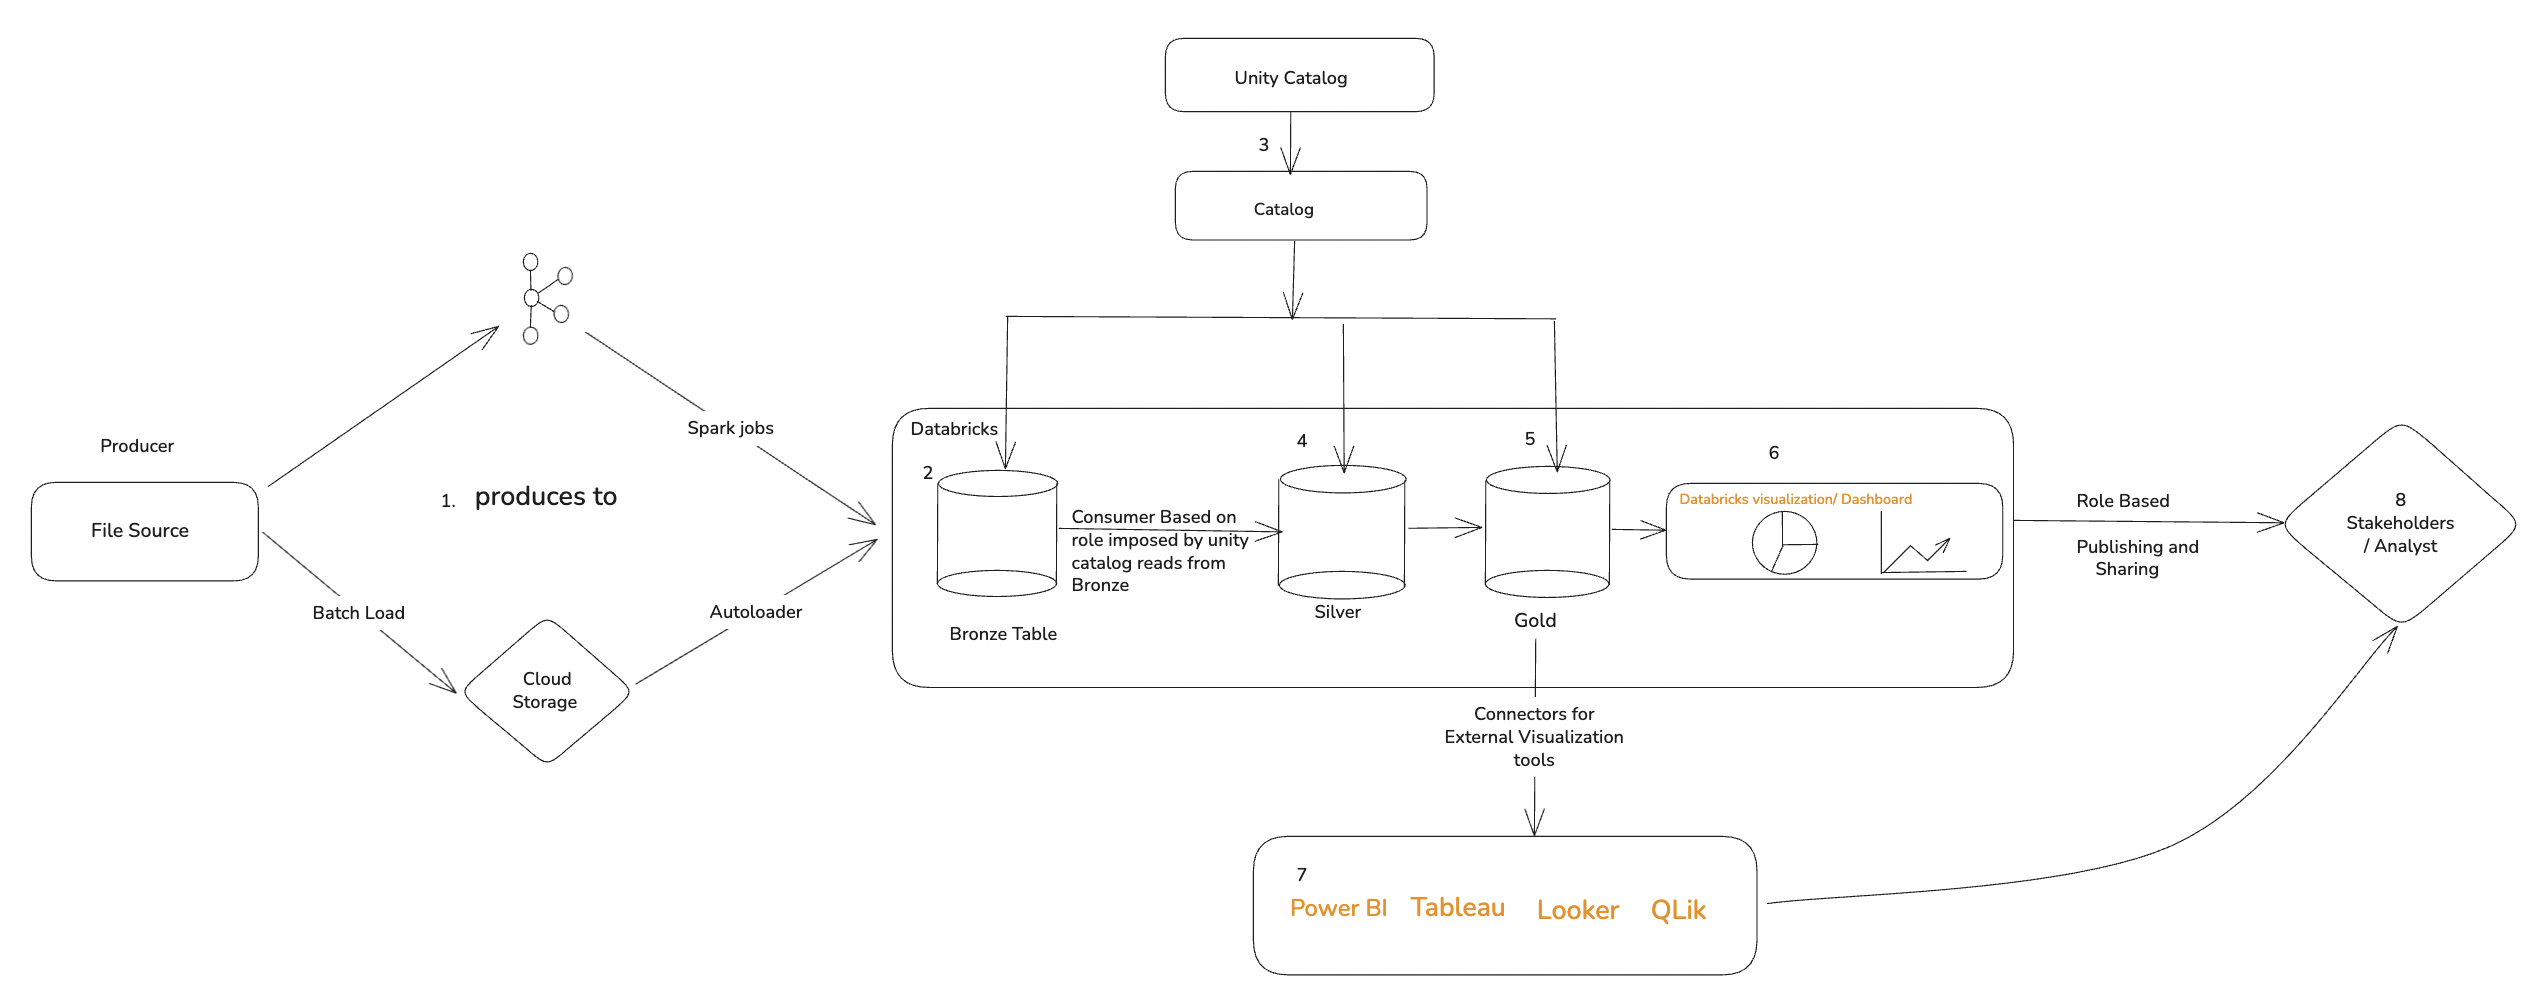 Unity Catalog
3
Catalog
Producer
File Source
1. produces to
Spark jobs
Batch Load
Autoloader
Cloud
Storage
Databricks
2
Bronze Table
Consumer Based on
role imposed by unity
catalog reads from
Bronze
4
Silver
5
Gold
6
Databricks visualization/ Dashboard
Role Based
Publishing and
Sharing
8
Stakeholders
/ Analyst
Connectors for
External Visualization
tools
7
Power BI Tableau Looker QLik